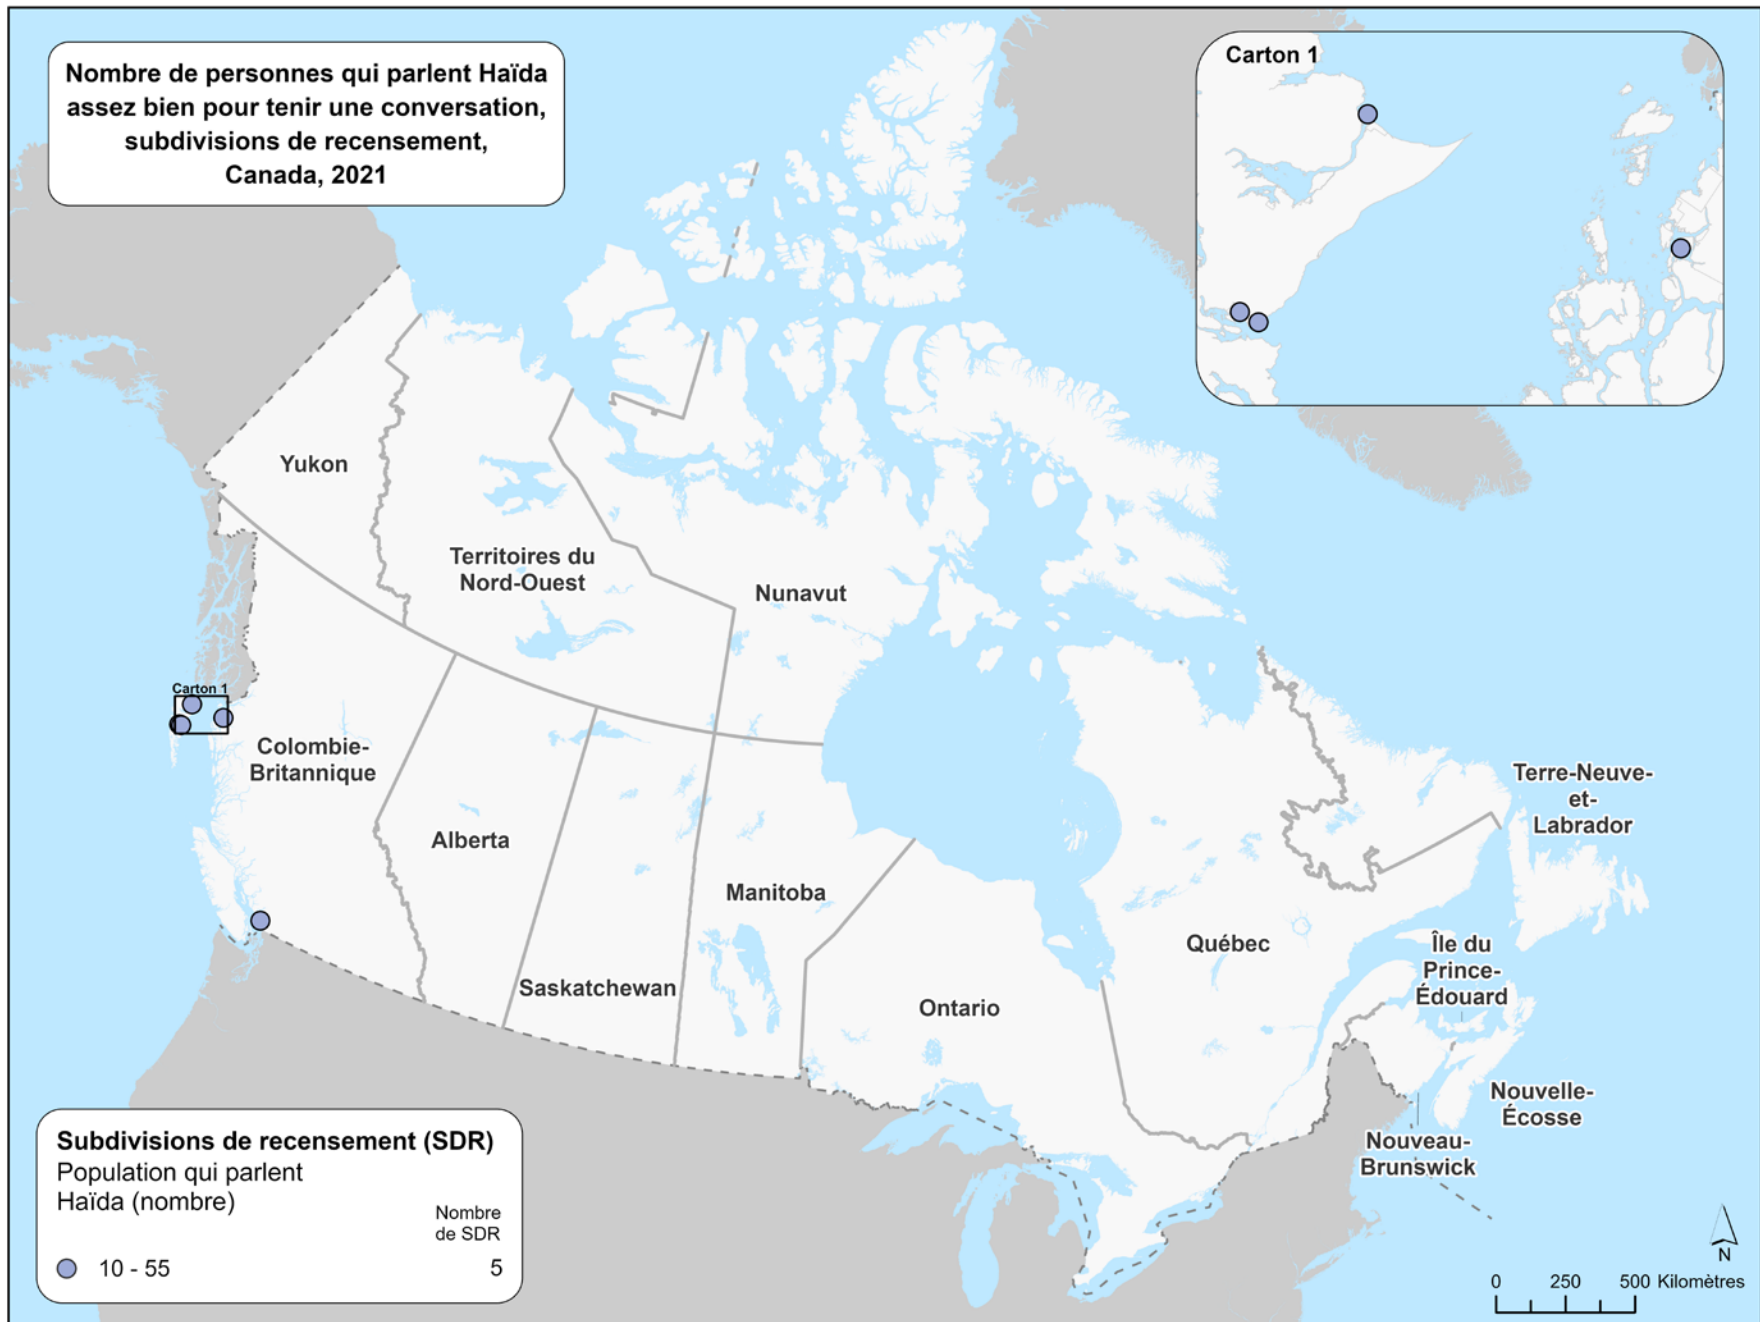 Nombre de personnes qui parlent Haïda
assez bien pour tenir une conversation,
subdivisions de recensement,
Canada, 2021
Carton 1
Yukon
Territoires du
Nord-Ouest
Nunavut
Carton 1
Colombie-
Britannique
Alberta
Saskatchewan
Manitoba
Ontario
Québec
Terre-Neuve-
et-
Labrador
Île du
Prince-
Édouard
Nouvelle-
Écosse
Nouveau-
Brunswick
Subdivisions de recensement (SDR)
Population qui parlent
Haïda (nombre)
Nombre
de SDR
10 - 55 5
N
0 250 500 Kilomètres